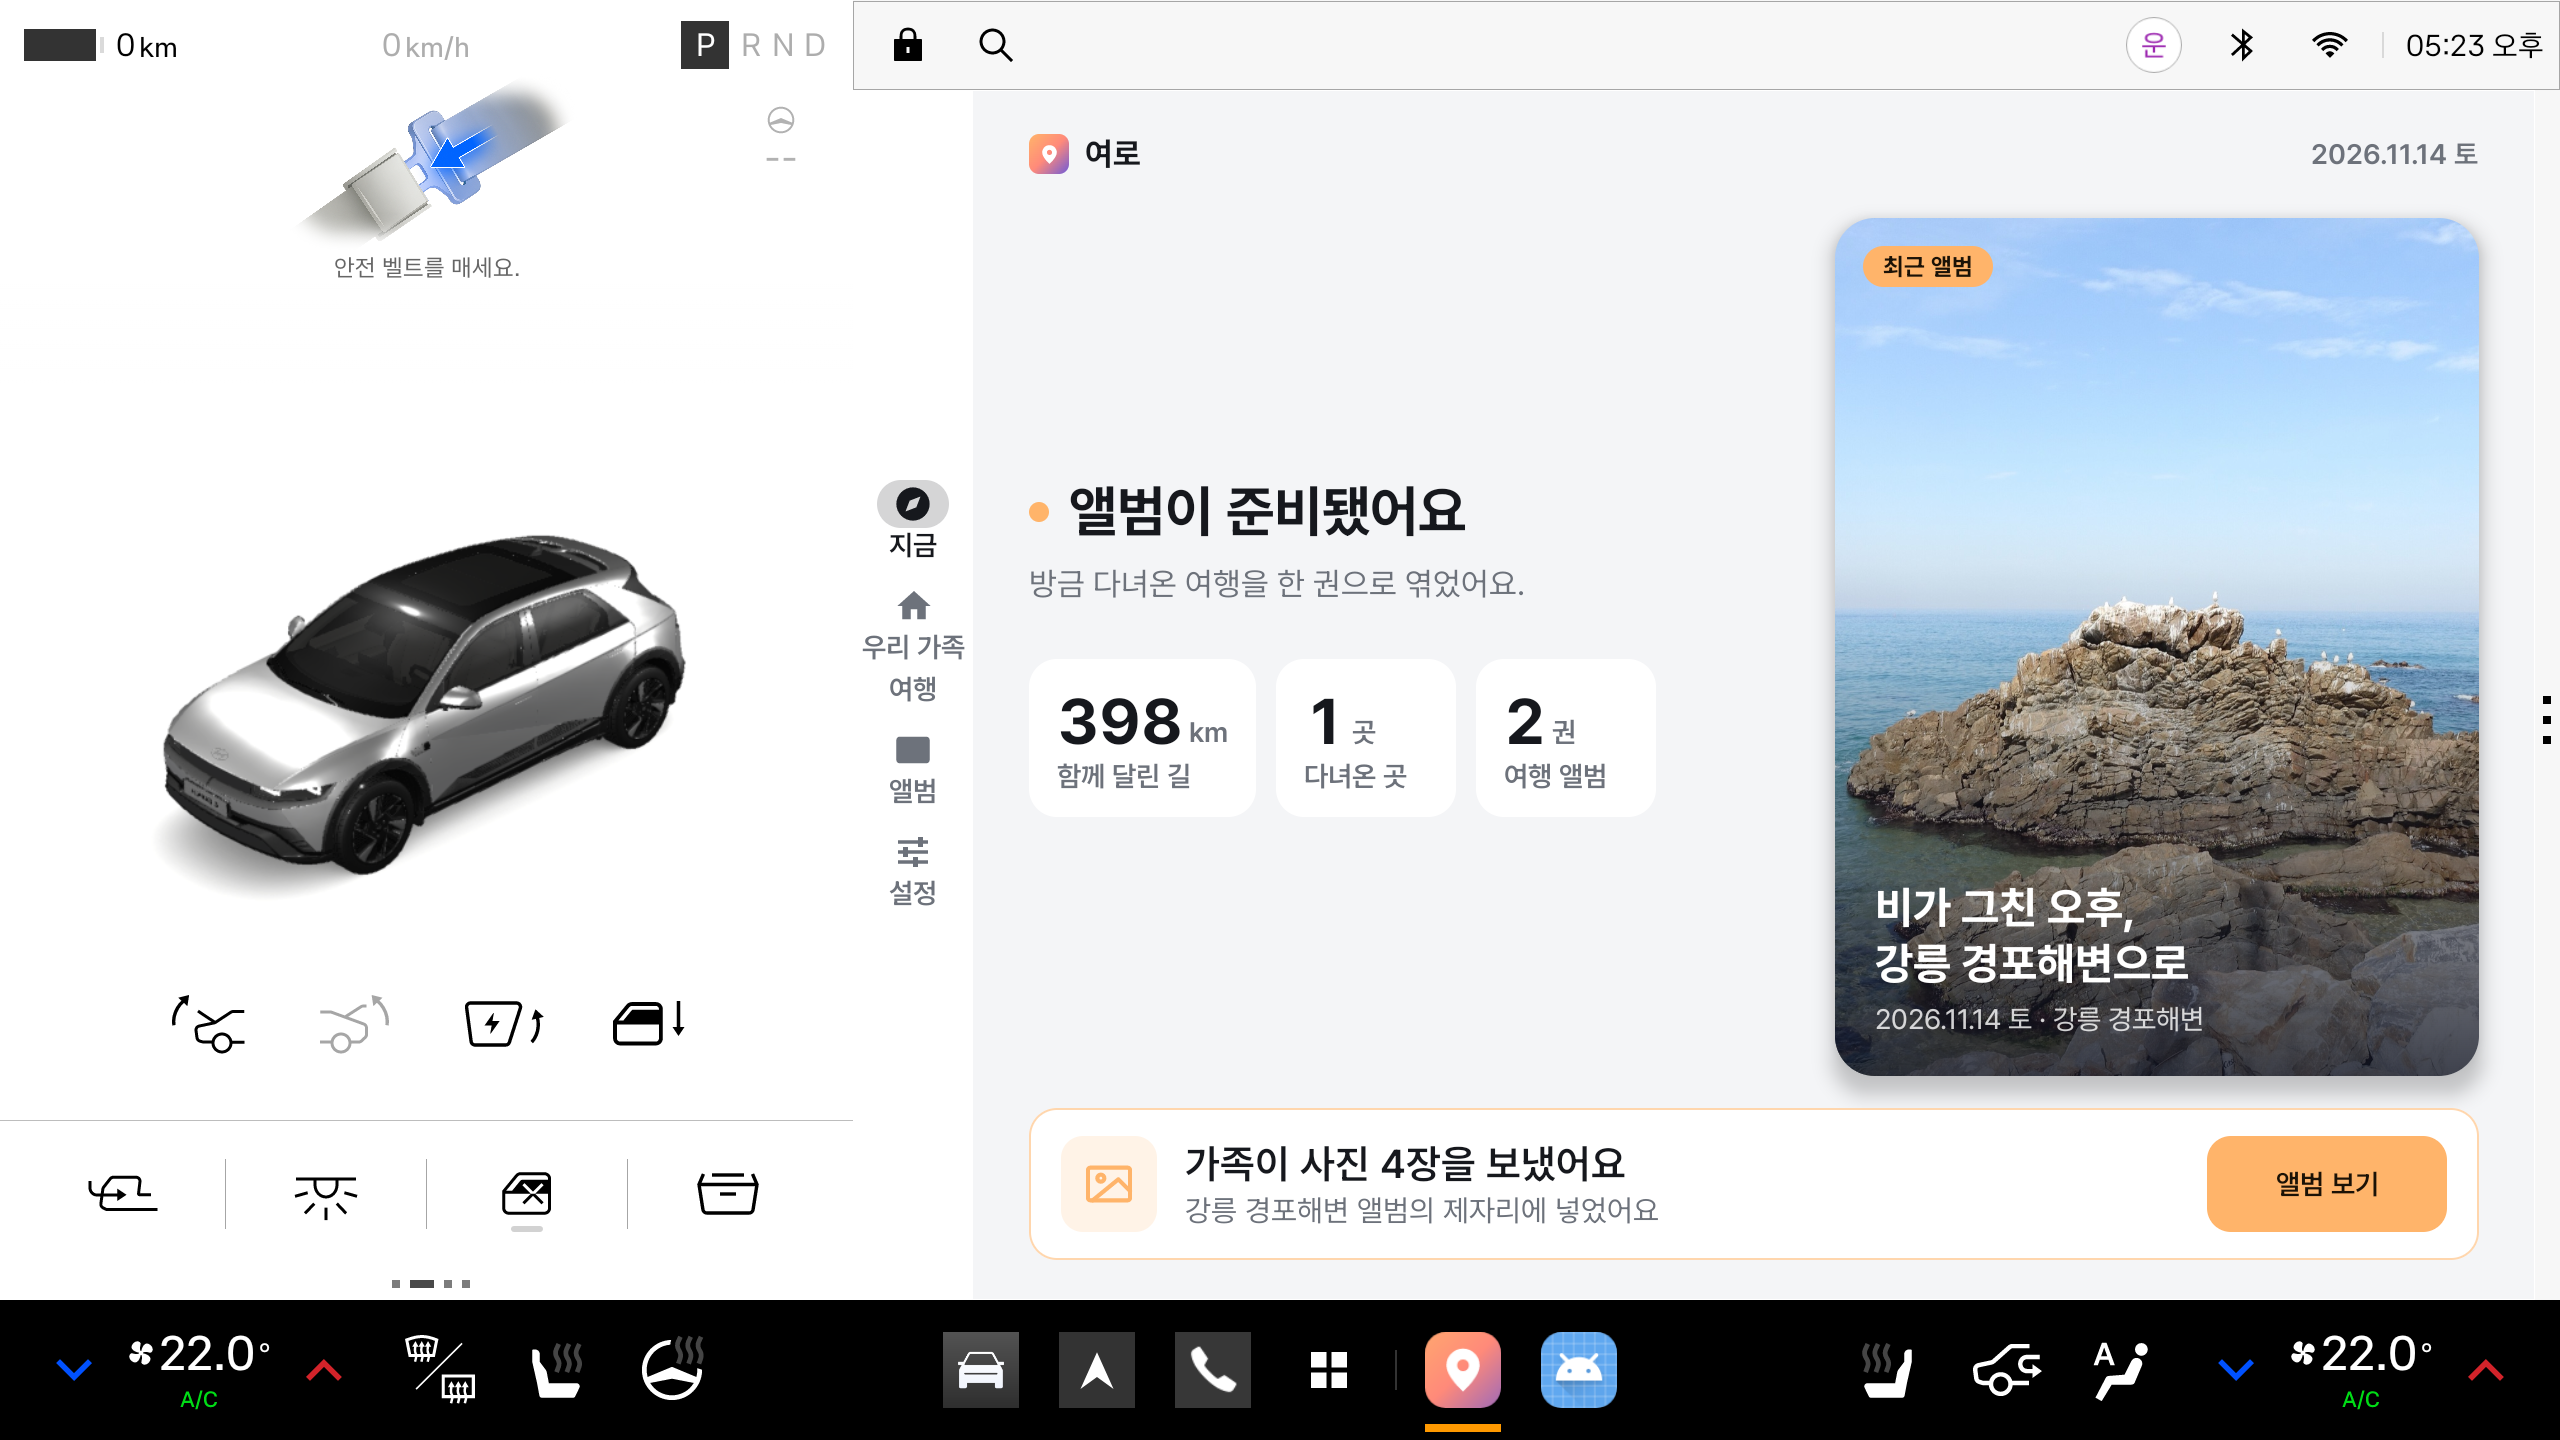 0 km
0 km/h
P R N D
운
05:23 오후
안전 벨트를 매세요.
--
지금
우리 가족
여행
앨범
설정
여로
2026.11.14 토
앨범이 준비됐어요
방금 다녀온 여행을 한 권으로 엮었어요.
398 km
함께 달린 길
1 곳
다녀온 곳
2 권
여행 앨범
최근 앨범
비가 그친 오후,
강릉 경포해변으로
2026.11.14 토 · 강릉 경포해변
가족이 사진 4장을 보냈어요
강릉 경포해변 앨범의 제자리에 넣었어요
앨범 보기
22.0°
A/C
A
22.0°
A/C